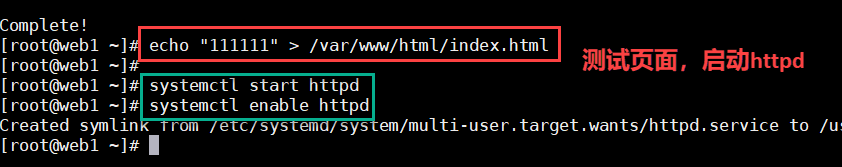 Complete!
[root@web1 ~]# echo "111111" > /var/www/html/index.html
[root@web1 ~]#
测试页面，启动httpd
[root@web1 ~]# systemctl start httpd
[root@web1 ~]# systemctl enable httpd
Created symlink from /etc/systemd/system/multi-user.target.wants/httpd.service to /us
[root@web1 ~]#